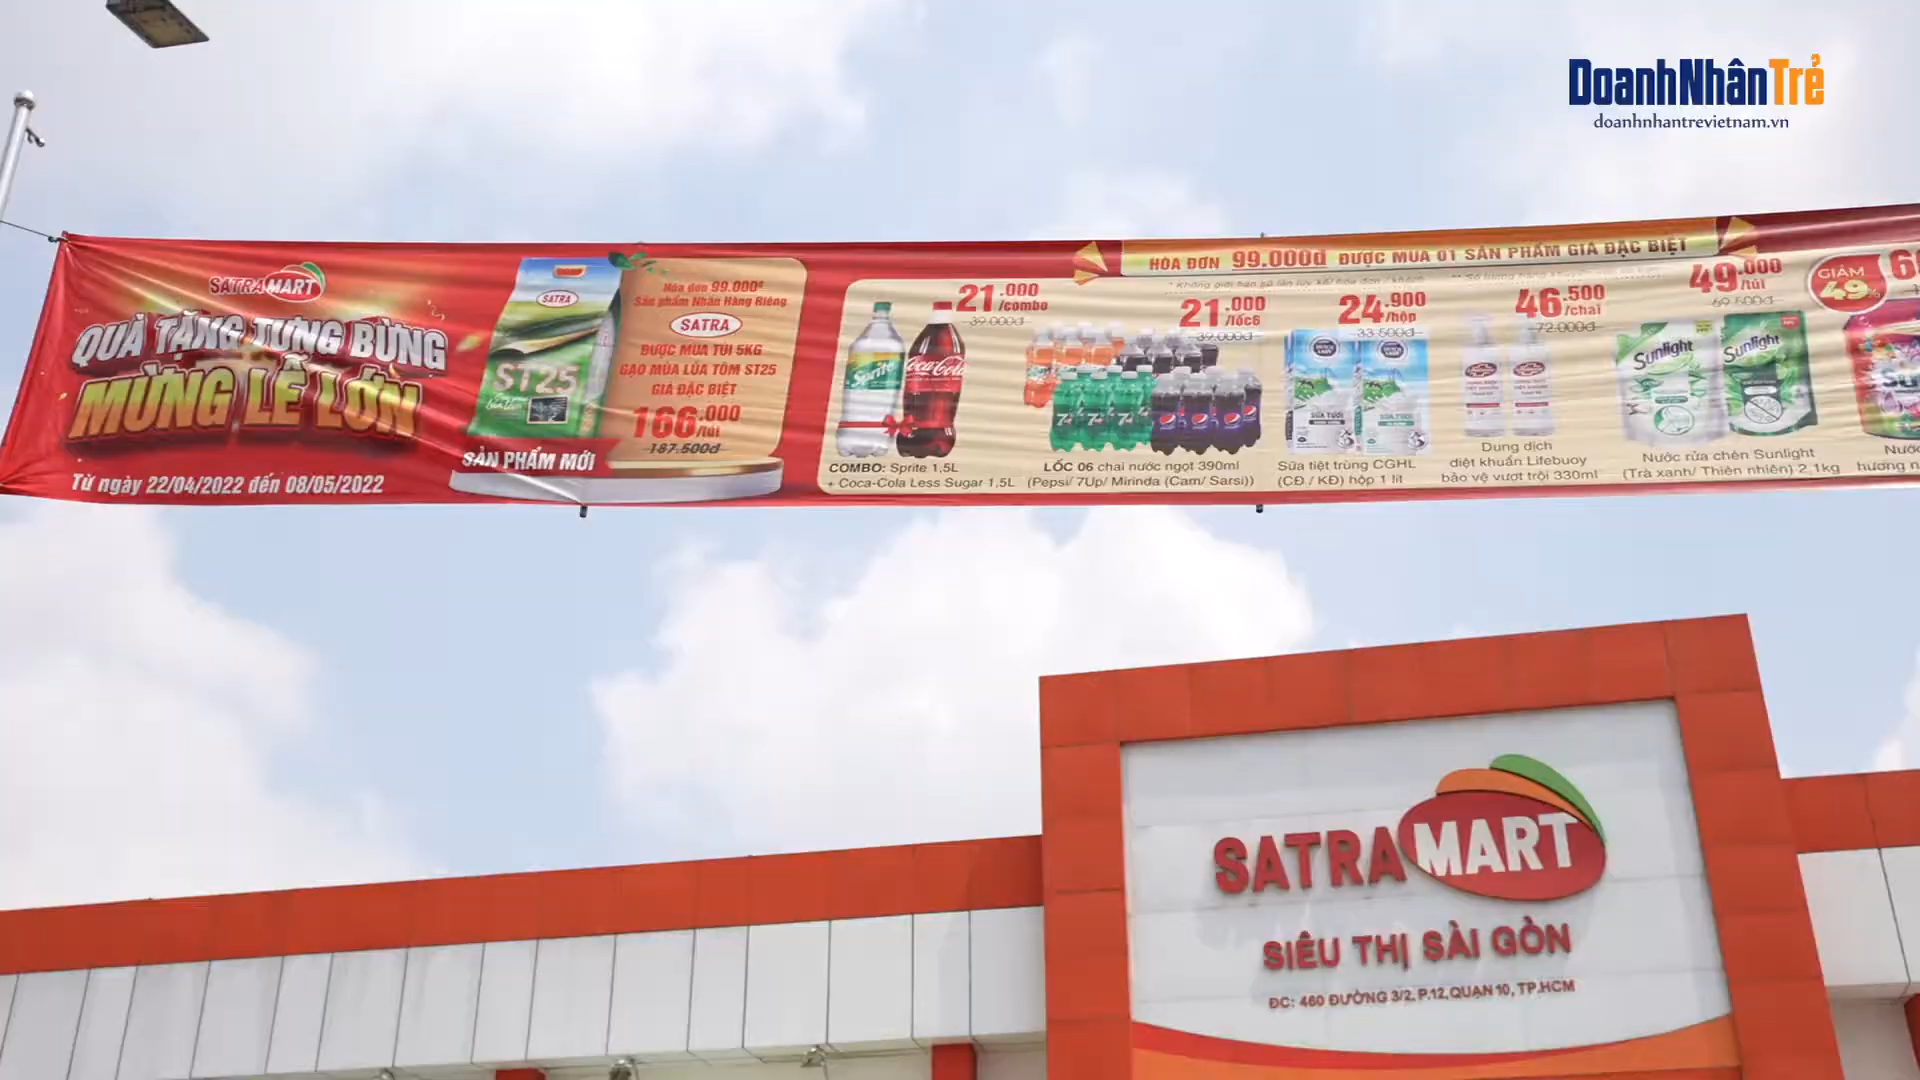 DoanhNhânTrẻ
doanhnhantrevietnam.vn
SATRAMART
QUÀ TẶNG TƯNG BỪNG
MỪNG LỄ LỚN
Từ ngày 22/04/2022 đến 08/05/2022
SATRA
ST25
SẢN PHẨM MỚI
Hóa đơn 99.000đ
Sản phẩm Nhãn Hàng Riêng
SATRA
ĐƯỢC MUA TÚI 5KG
GẠO MÙA LÚA TÔM ST25
GIÁ ĐẶC BIỆT
166.000/túi
187.500đ
HÓA ĐƠN 99.000đ ĐƯỢC MUA 01 SẢN PHẨM GIÁ ĐẶC BIỆT
21.000/combo
39.000đ
Sprite
Coca-Cola
COMBO: Sprite 1,5L
+ Coca-Cola Less Sugar 1,5L
21.000/lốc6
39.000đ
LỐC 06 chai nước ngọt 390ml
(Pepsi/ 7Up/ Mirinda (Cam/ Sarsi))
24.900/hộp
33.500đ
Sữa tiệt trùng CGHL
(CĐ / KĐ) hộp 1 lít
46.500/chai
72.000đ
Dung dịch
diệt khuẩn Lifebuoy
bảo vệ vượt trội 330ml
49.000/túi
69.500đ
Sunlight
Sunlight
Nước rửa chén Sunlight
(Trà xanh/ Thiên nhiên) 2,1kg
GIẢM
49%
Nước
hương n
SATRAMART
SIÊU THỊ SÀI GÒN
ĐC: 460 ĐƯỜNG 3/2, P.12, QUẬN 10, TP.HCM